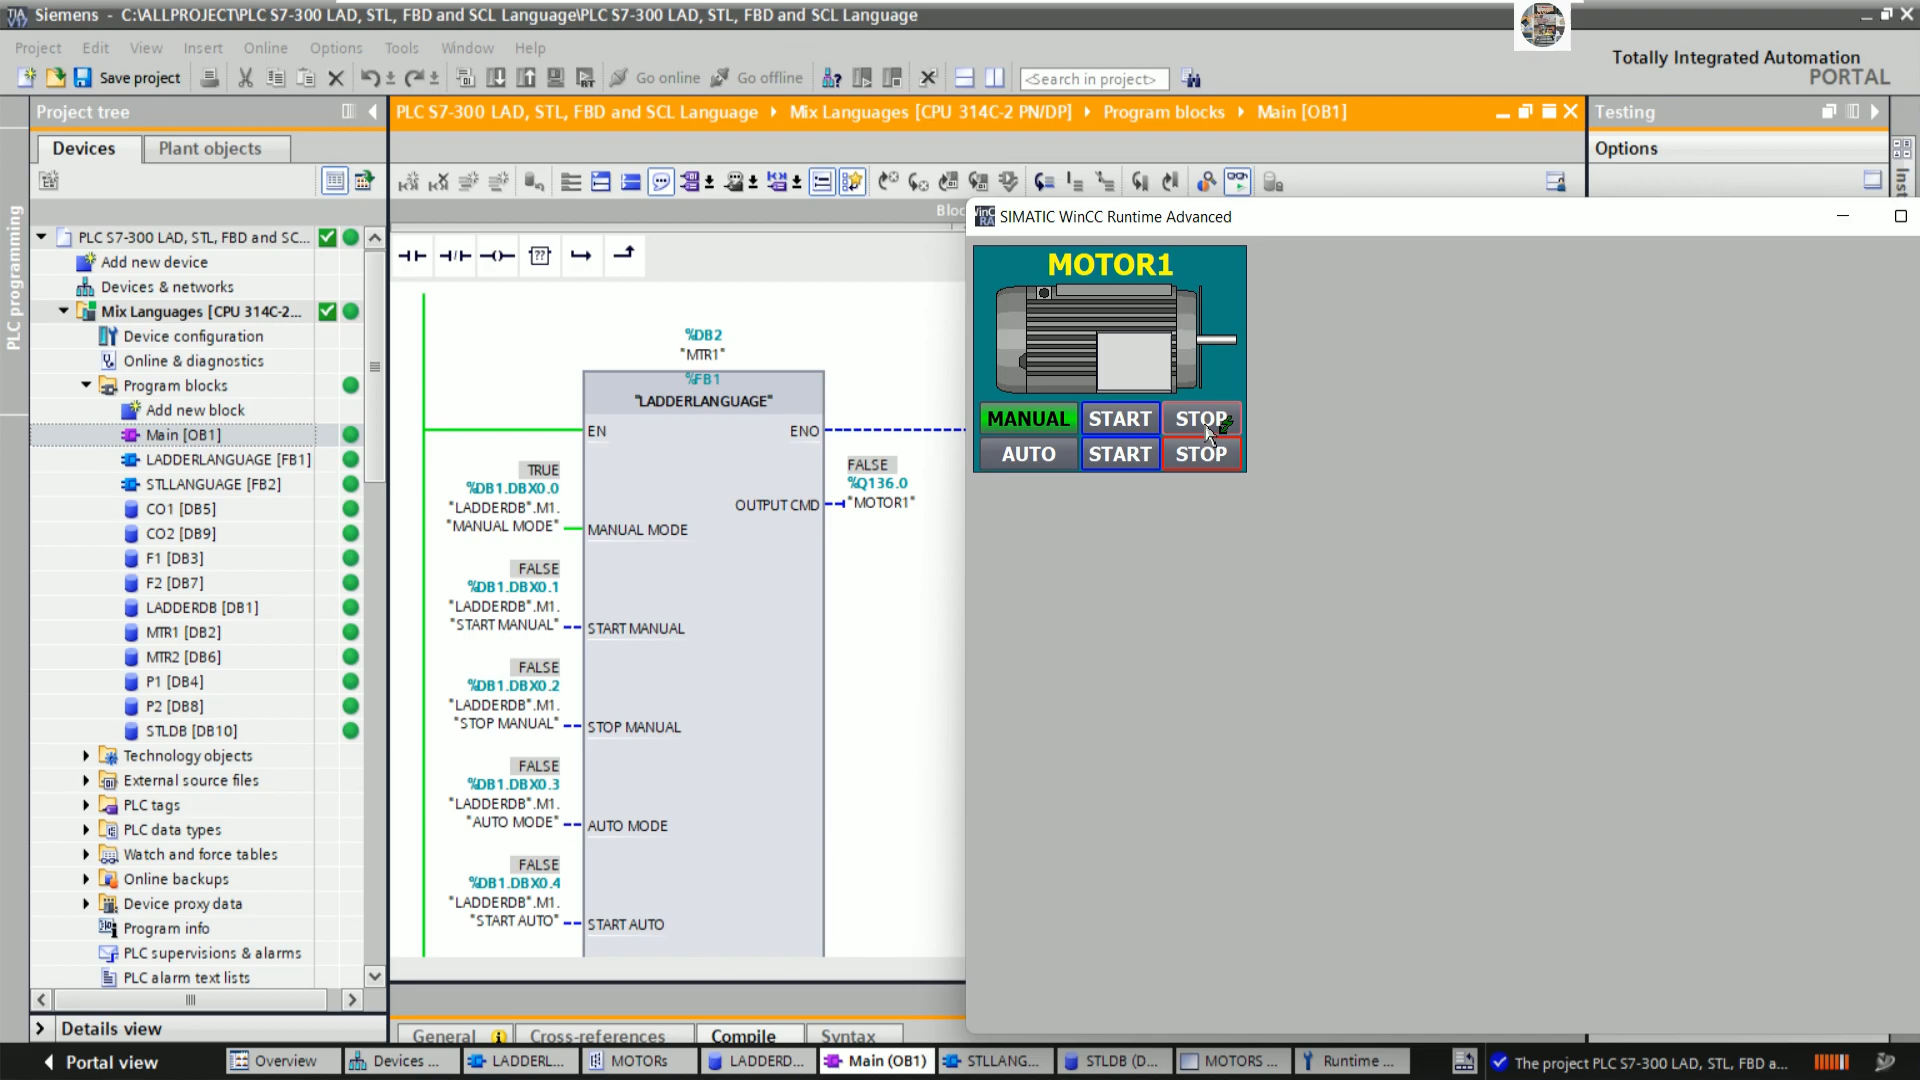 Siemens - C:\ALLPROJECT\PLC S7-300 LAD, STL, FBD and SCL Language\PLC S7-300 LAD, STL, FBD and SCL Language
Project Edit View Insert Online Options Tools Window Help
Totally Integrated Automation
PORTAL
Save project
Go online
Go offline
<Search in project>
Project tree
PLC S7-300 LAD, STL, FBD and SCL Language
Mix Languages [CPU 314C-2 PN/DP]
Program blocks
Main [OB1]
Testing
Devices
Plant objects
Options
PLC programming
PLC S7-300 LAD, STL, FBD and SC...
Add new device
Devices & networks
Mix Languages [CPU 314C-2...
Device configuration
Online & diagnostics
Program blocks
Add new block
Main [OB1]
LADDERLANGUAGE [FB1]
STLLANGUAGE [FB2]
CO1 [DB5]
CO2 [DB9]
F1 [DB3]
F2 [DB7]
LADDERDB [DB1]
MTR1 [DB2]
MTR2 [DB6]
P1 [DB4]
P2 [DB8]
STLDB [DB10]
Technology objects
External source files
PLC tags
PLC data types
Watch and force tables
Online backups
Device proxy data
Program info
PLC supervisions & alarms
PLC alarm text lists
Details view
??
%DB2
"MTR1"
%FB1
"LADDERLANGUAGE"
EN
ENO
TRUE
%DB1.DBX0.0
"LADDERDB".M1.
"MANUAL MODE"
MANUAL MODE
FALSE
%Q136.0
"MOTOR1"
OUTPUT CMD
FALSE
%DB1.DBX0.1
"LADDERDB".M1.
"START MANUAL"
START MANUAL
FALSE
%DB1.DBX0.2
"LADDERDB".M1.
"STOP MANUAL"
STOP MANUAL
FALSE
%DB1.DBX0.3
"LADDERDB".M1.
"AUTO MODE"
AUTO MODE
FALSE
%DB1.DBX0.4
"LADDERDB".M1.
"START AUTO"
START AUTO
SIMATIC WinCC Runtime Advanced
MOTOR1
MANUAL START STOP
AUTO START STOP
General
Cross-references
Compile
Syntax
Portal view
Overview
Devices ...
LADDERL...
MOTORs
LADDERD...
Main (OB1)
STLLANG...
STLDB (D...
MOTORS ...
Runtime ...
The project PLC S7-300 LAD, STL, FBD a...